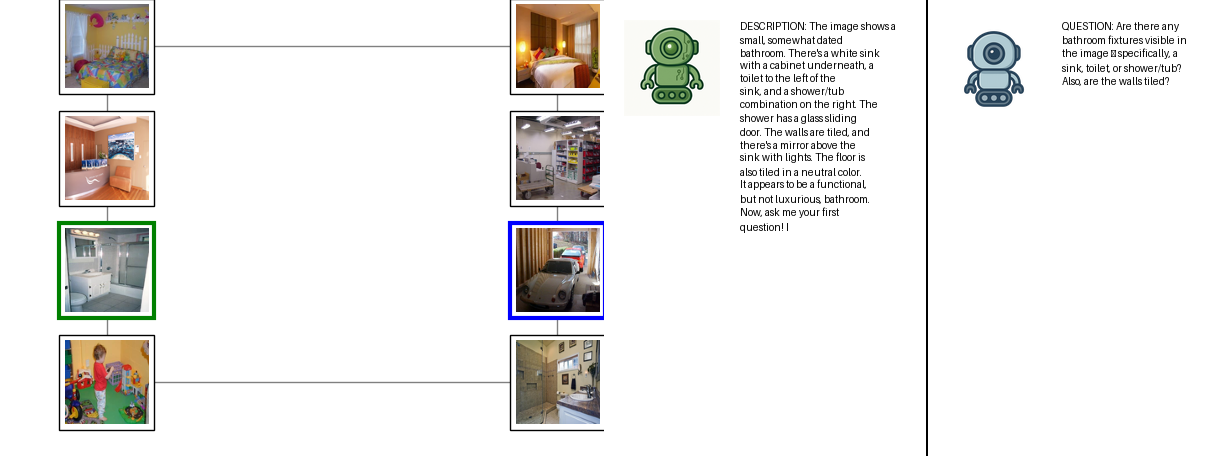 DESCRIPTION: The image shows a
small, somewhat dated
bathroom. There's a white sink
with a cabinet underneath, a
toilet to the left of the
sink, and a shower/tub
combination on the right. The
shower has a glass sliding
door. The walls are tiled, and
there's a mirror above the
sink with lights. The floor is
also tiled in a neutral color.
It appears to be a functional,
but not luxurious, bathroom.
Now, ask me your first
question! I
QUESTION: Are there any
bathroom fixtures visible in
the image specifically, a
sink, toilet, or shower/tub?
Also, are the walls tiled?